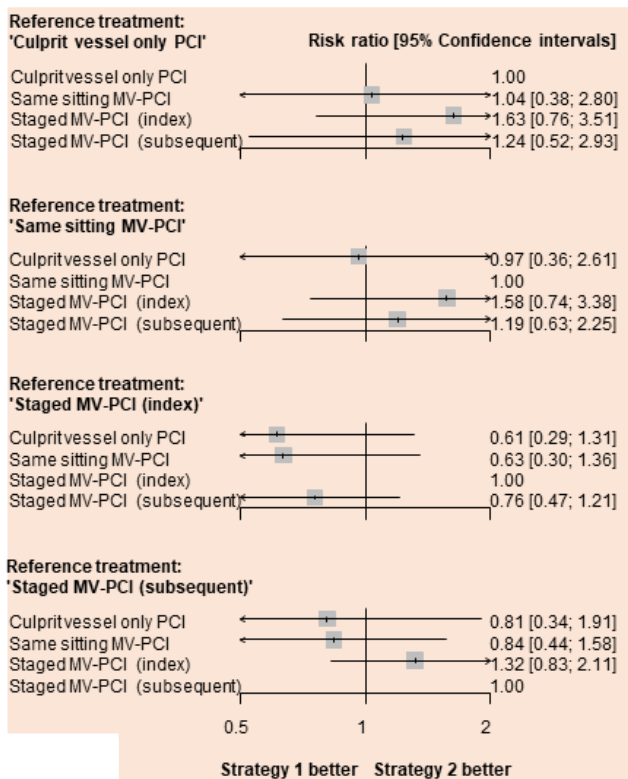 Reference treatment:
'Culprit vessel only PCI' Risk ratio [95% Confidence intervals]
Culprit vessel only PCI 1.00
Same sitting MV-PCI 1.04 [0.38; 2.80]
Staged MV-PCI (index) 1.63 [0.76; 3.51]
Staged MV-PCI (subsequent) 1.24 [0.52; 2.93]
Reference treatment:
'Same sitting MV-PCI'
Culprit vessel only PCI 0.97 [0.36; 2.61]
Same sitting MV-PCI 1.00
Staged MV-PCI (index) 1.58 [0.74; 3.38]
Staged MV-PCI (subsequent) 1.19 [0.63; 2.25]
Reference treatment:
'Staged MV-PCI (index)'
Culprit vessel only PCI 0.61 [0.29; 1.31]
Same sitting MV-PCI 0.63 [0.30; 1.36]
Staged MV-PCI (index) 1.00
Staged MV-PCI (subsequent) 0.76 [0.47; 1.21]
Reference treatment:
'Staged MV-PCI (subsequent)'
Culprit vessel only PCI 0.81 [0.34; 1.91]
Same sitting MV-PCI 0.84 [0.44; 1.58]
Staged MV-PCI (index) 1.32 [0.83; 2.11]
Staged MV-PCI (subsequent) 1.00
0.5 1 2
Strategy 1 better Strategy 2 better